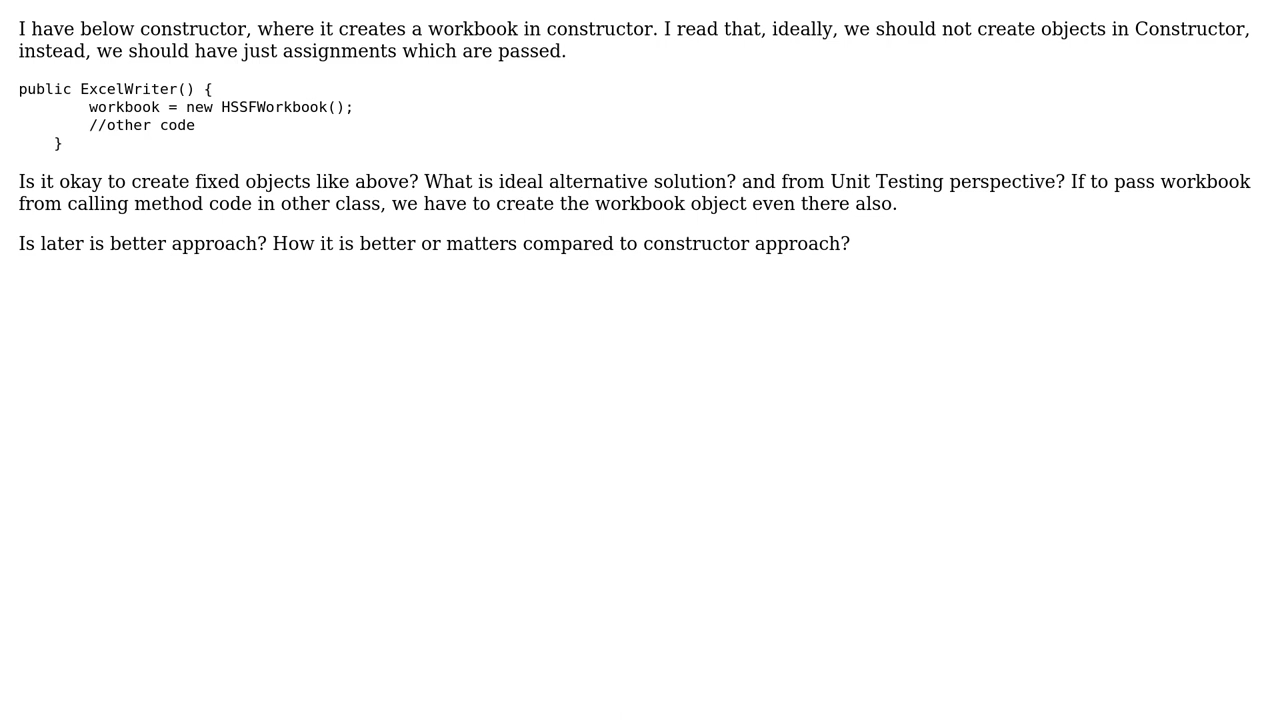 I have below constructor, where it creates a workbook in constructor. I read that, ideally, we should not create objects in Constructor,
instead, we should have just assignments which are passed.
public ExcelWriter() {
        workbook = new HSSFWorkbook();
        //other code
    }
Is it okay to create fixed objects like above? What is ideal alternative solution? and from Unit Testing perspective? If to pass workbook
from calling method code in other class, we have to create the workbook object even there also.
Is later is better approach? How it is better or matters compared to constructor approach?